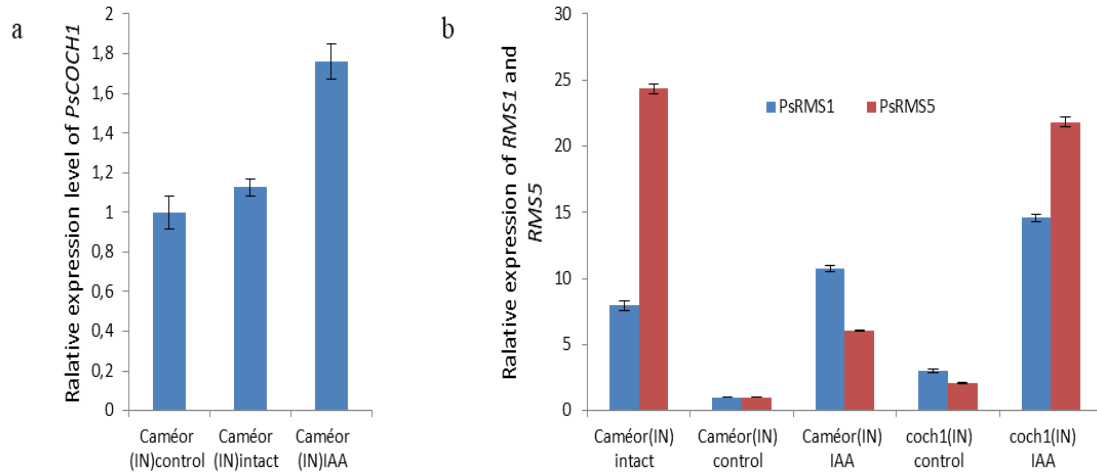 a
Ralative expression level of PsCOCH1
2
1,8
1,6
1,4
1,2
1
0,8
0,6
0,4
0,2
0
Caméor
(IN)control
Caméor
(IN)intact
Caméor
(IN)IAA
b
Ralative expression of RMS1 and
RMS5
30
25
20
15
10
5
0
PsRMS1
PsRMS5
Caméor(IN)
intact
Caméor(IN)
control
Caméor(IN)
IAA
coch1(IN)
control
coch1(IN)
IAA